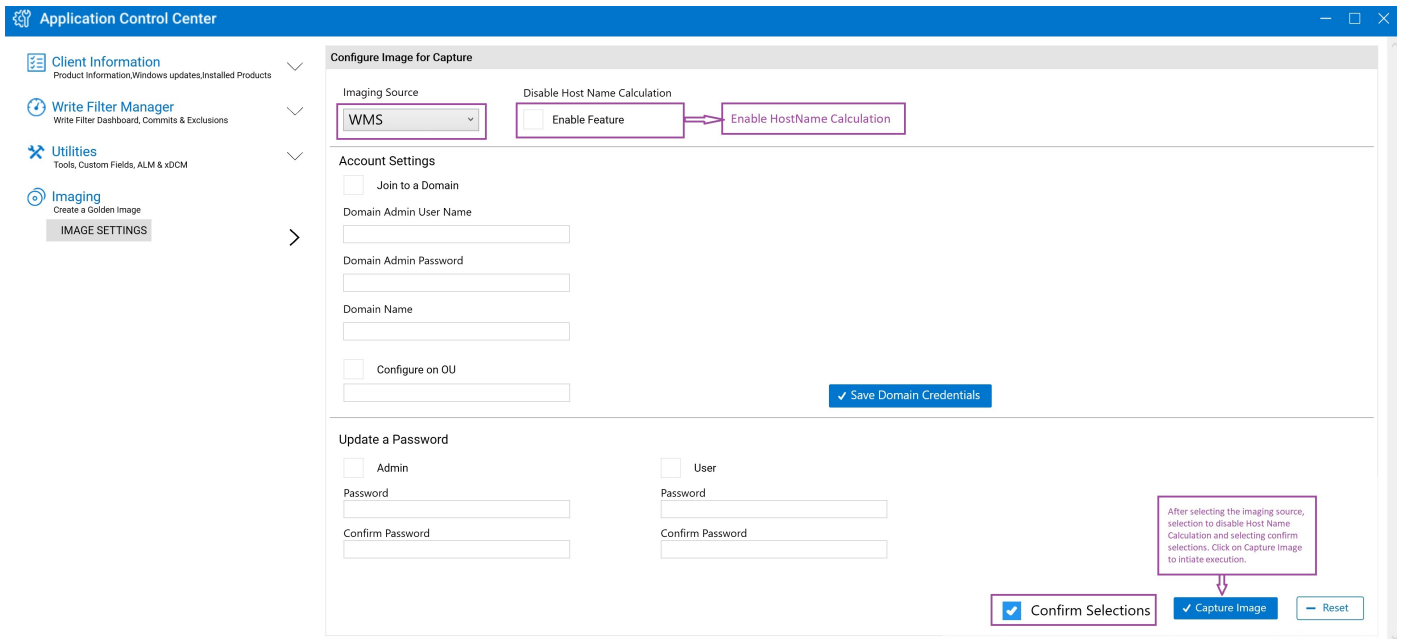 Application Control Center
Client Information
Product Information,Windows updates,Installed Products
Write Filter Manager
Write Filter Dashboard, Commits & Exclusions
Utilities
Tools, Custom Fields, ALM & xDCM
Imaging
Create a Golden Image
IMAGE SETTINGS
Configure Image for Capture
Imaging Source
Disable Host Name Calculation
WMS
Enable Feature
Enable HostName Calculation
Account Settings
Join to a Domain
Domain Admin User Name
Domain Admin Password
Domain Name
Configure on OU
Save Domain Credentials
Update a Password
Admin
User
Password
Password
Confirm Password
Confirm Password
After selecting the imaging source,
selection to disable Host Name
Calculation and selecting confirm
selections. Click on Capture Image
to intiate execution.
Confirm Selections
Capture Image
Reset